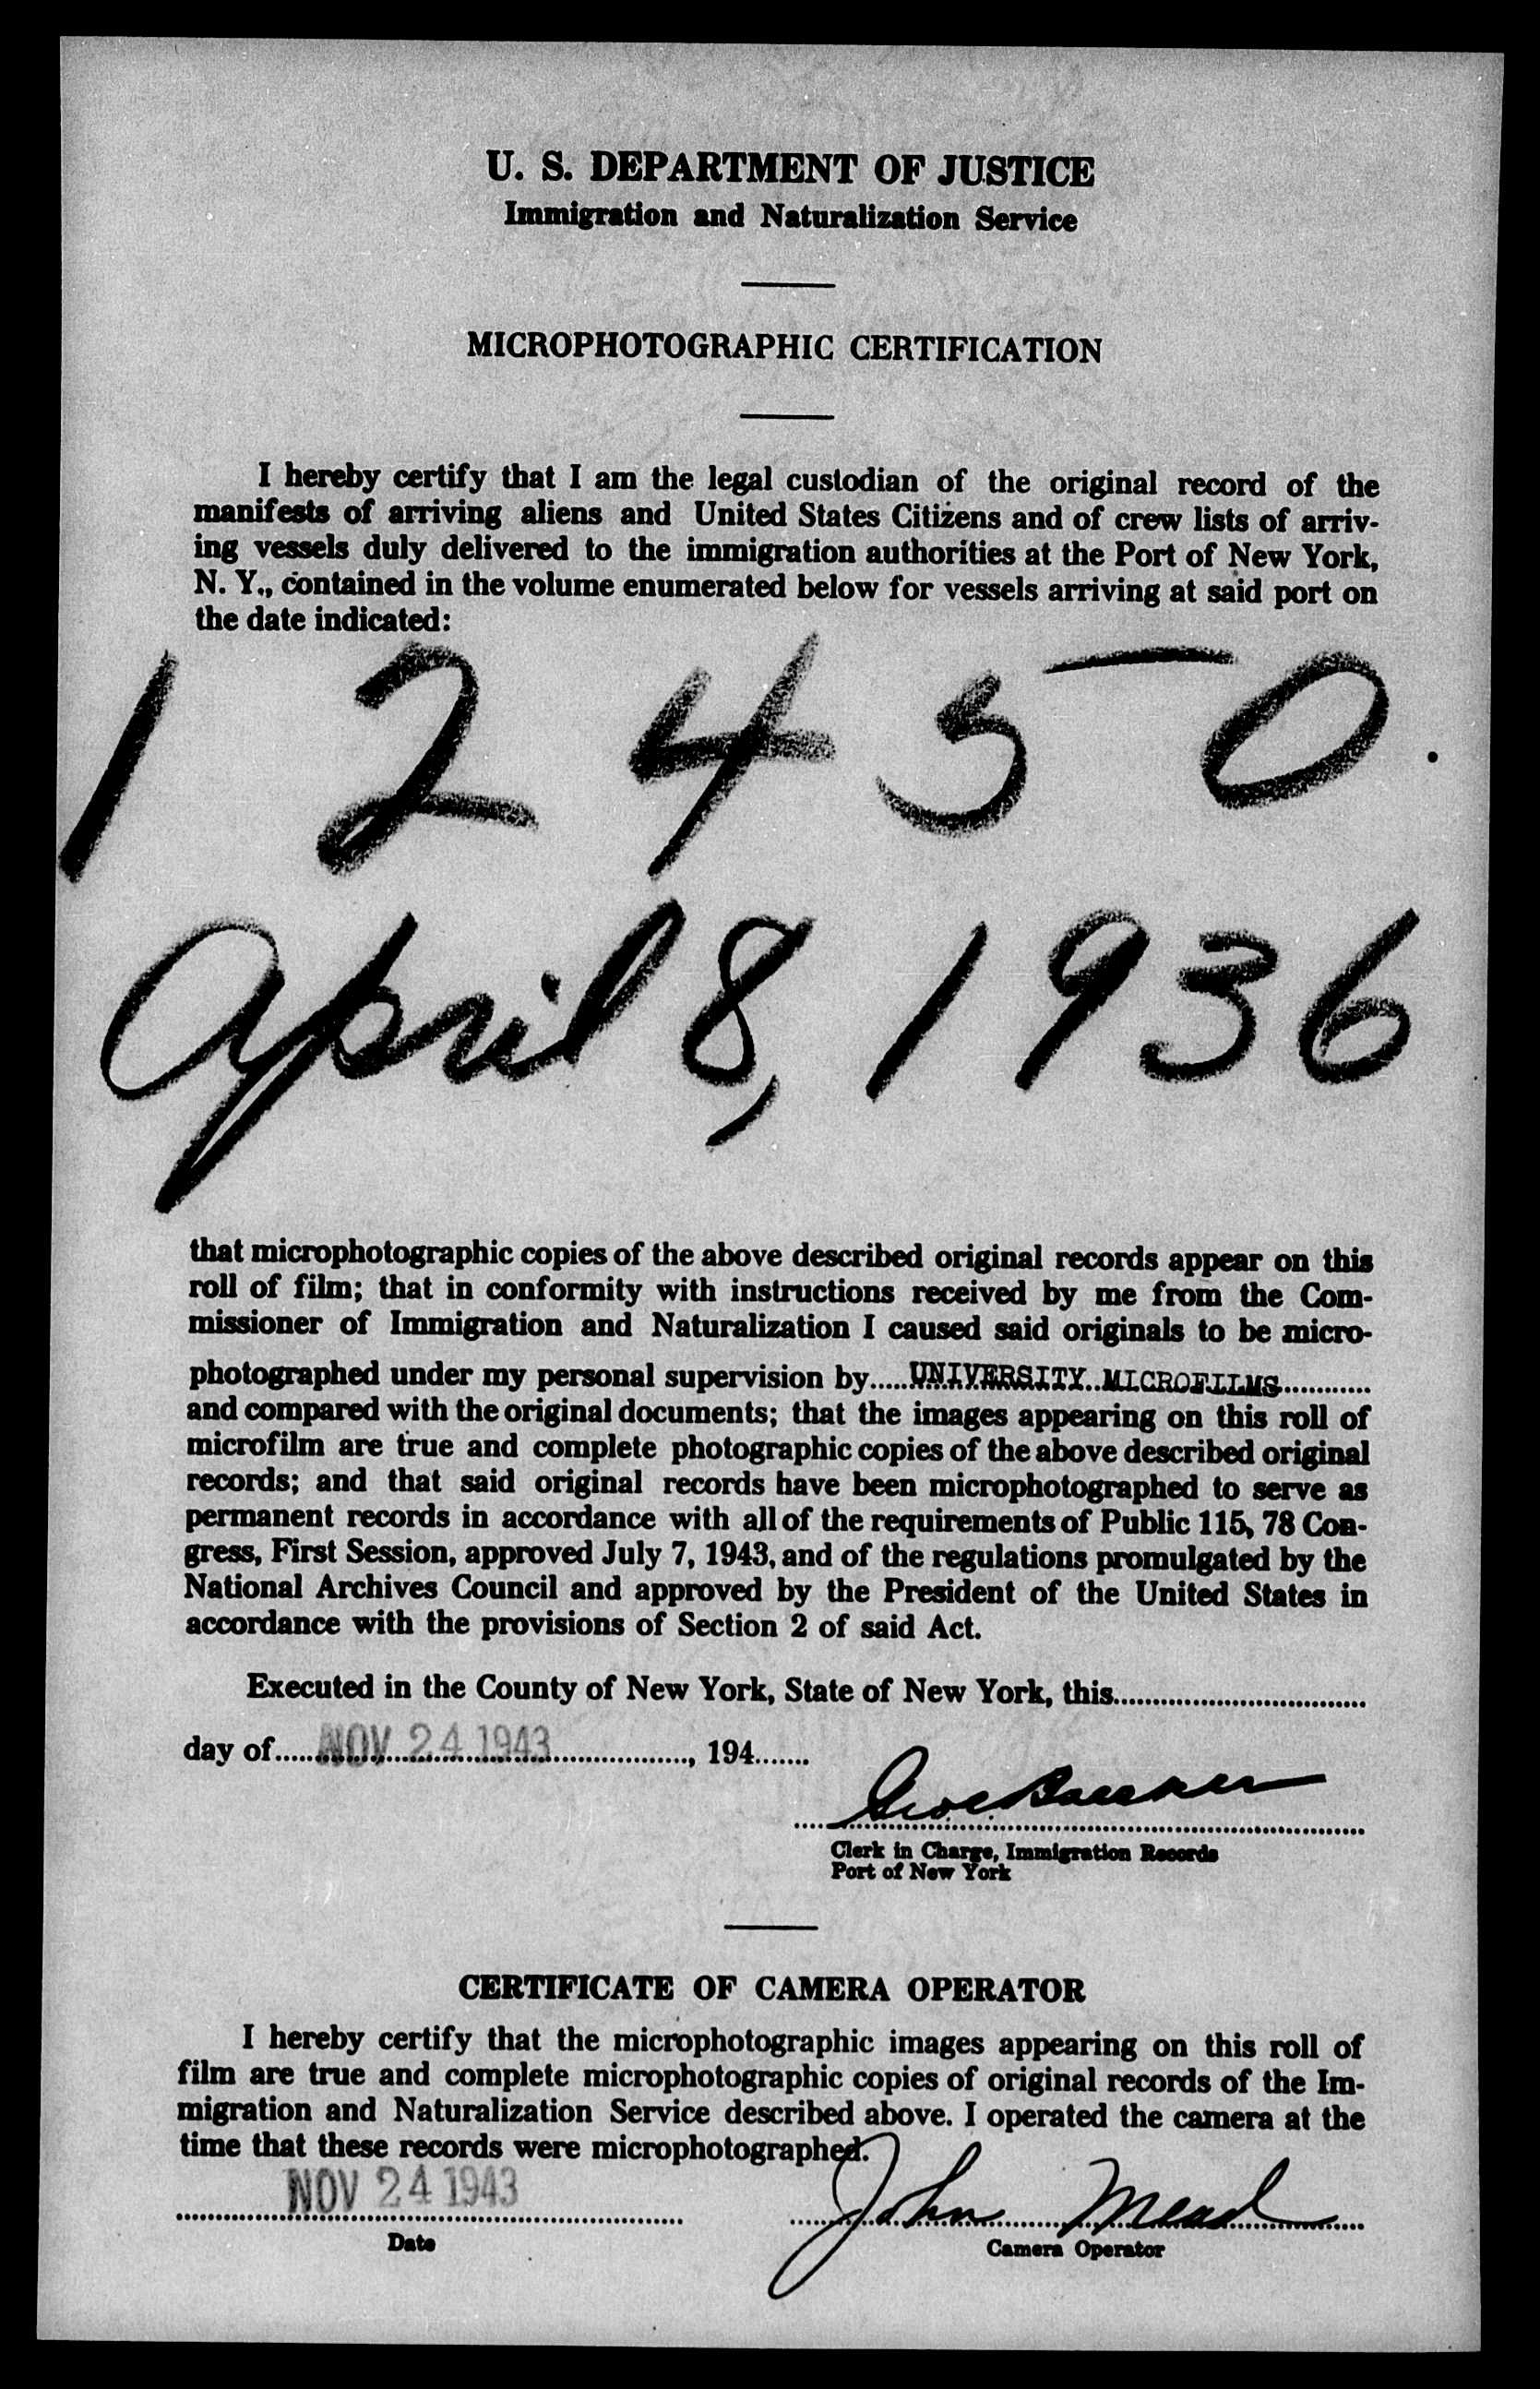 U. S. DEPARTMENT OF JUSTICE
Immigration and Naturalization Service
MICROPHOTOGRAPHIC CERTIFICATION
I hereby certify that I am the legal custodian of the original record of the
manifests of arriving aliens and United States Citizens and of crew lists of arriv-
ing vessels duly delivered to the immigration authorities at the Port of New York,
N. Y., contained in the volume enumerated below for vessels arriving at said port on
the date indicated:
12450.
April 8, 1936
that microphotographic copies of the above described original records appear on this
roll of film; that in conformity with instructions received by me from the Com-
missioner of Immigration and Naturalization I caused said originals to be micro-
photographed under my personal supervision by.....UNIVERSITY MICROFILMS............
and compared with the original documents; that the images appearing on this roll of
microfilm are true and complete photographic copies of the above described original
records; and that said original records have been microphotographed to serve as
permanent records in accordance with all of the requirements of Public 115, 78 Con-
gress, First Session, approved July 7, 1943, and of the regulations promulgated by the
National Archives Council and approved by the President of the United States in
accordance with the provisions of Section 2 of said Act.
Executed in the County of New York, State of New York, this................................
day of.....NOV 24 1943................, 194.......
Clerk in Charge, Immigration Records
Port of New York
CERTIFICATE OF CAMERA OPERATOR
I hereby certify that the microphotographic images appearing on this roll of
film are true and complete microphotographic copies of original records of the Im-
migration and Naturalization Service described above. I operated the camera at the
time that these records were microphotographed.
NOV 24 1943 John Mead
Date Camera Operator